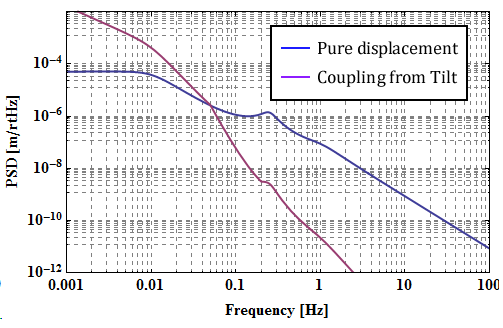 Pure displacement
Coupling from Tilt
PSD [m/rtHz]
10⁻⁴
10⁻⁶
10⁻⁸
10⁻¹⁰
10⁻¹²
0.001 0.01 0.1 1 10 100
Frequency [Hz]